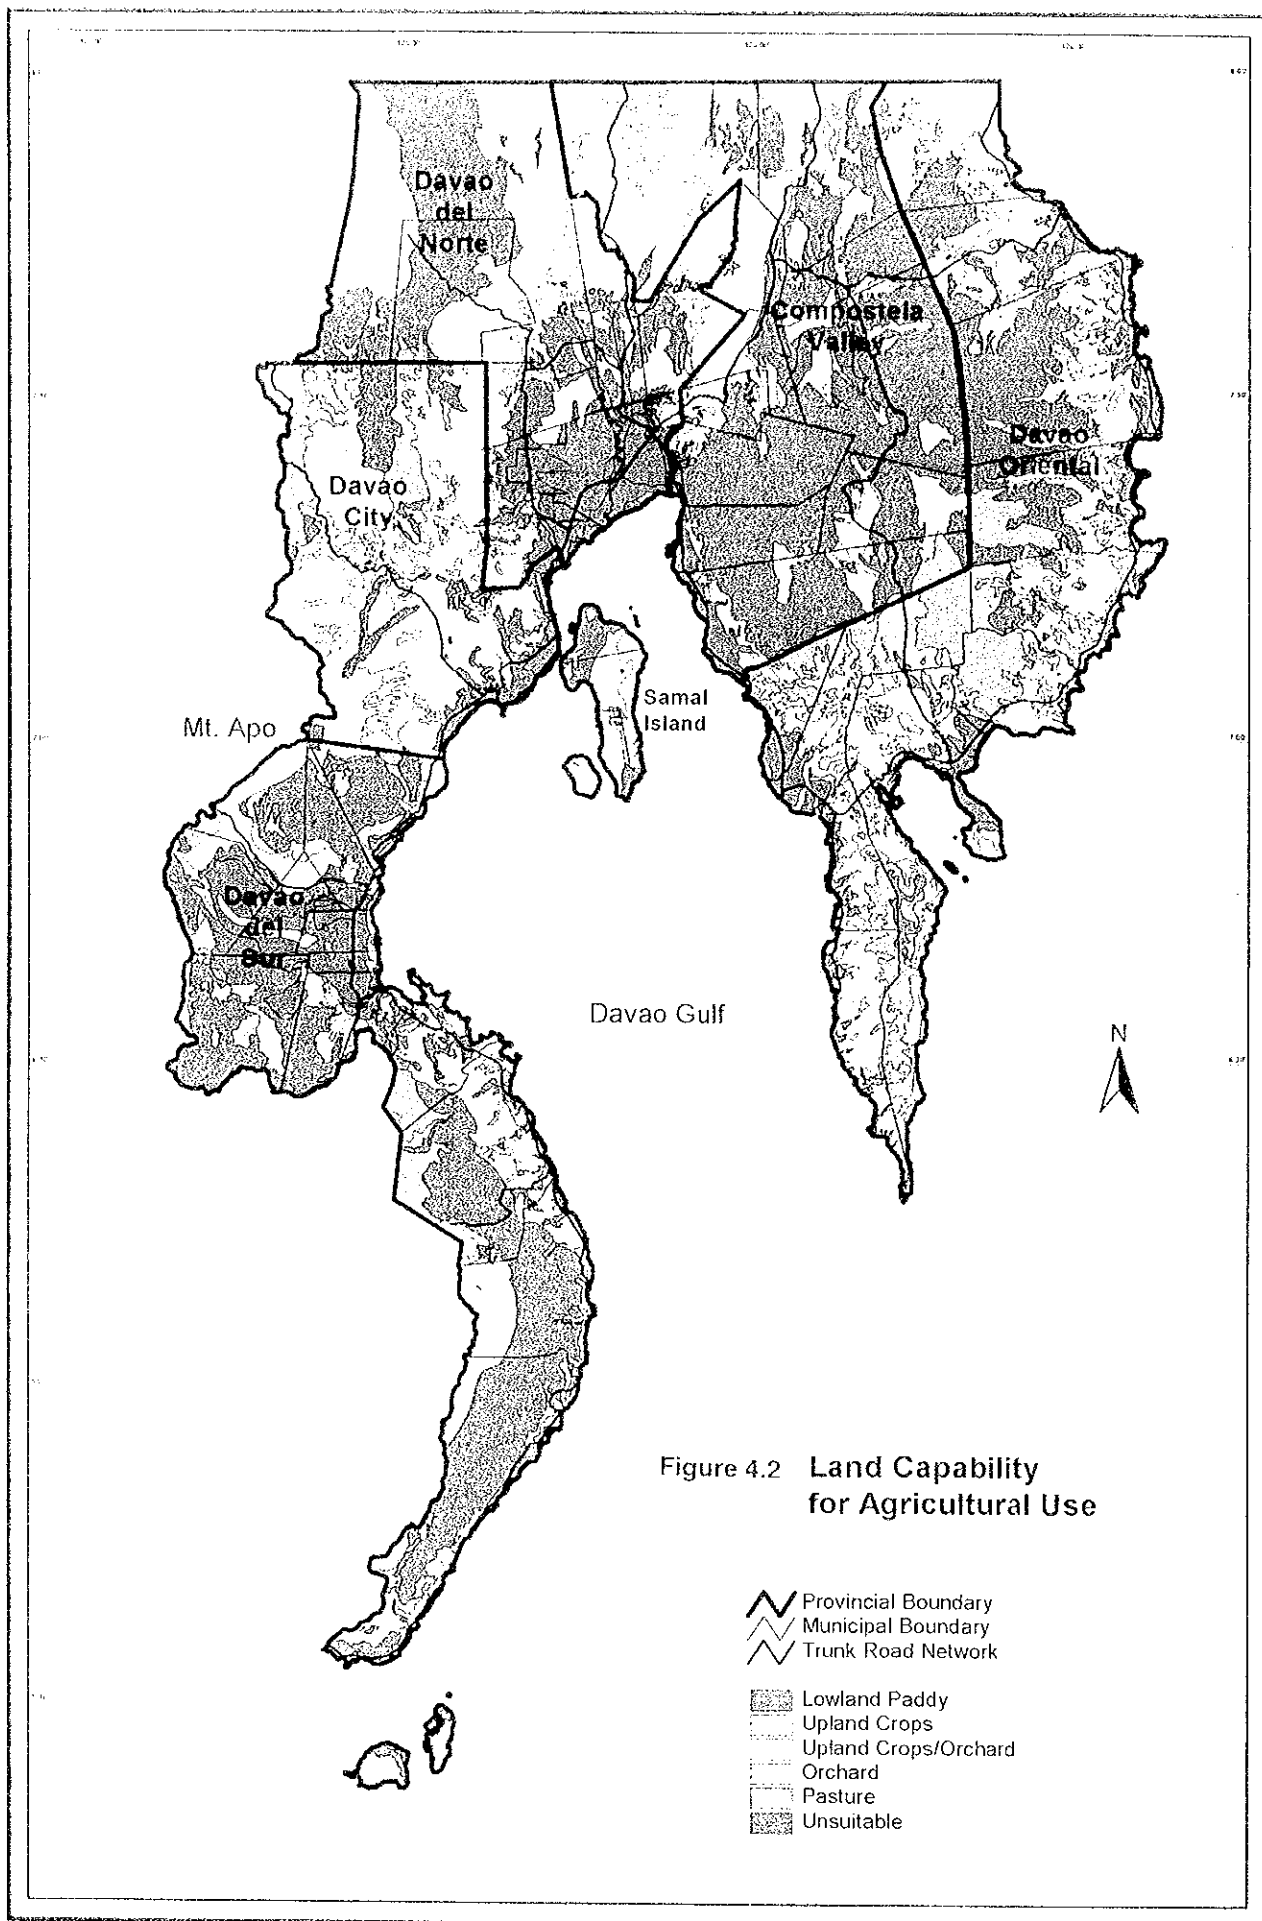 Davao
del
Norte
Compostela
Valley
Davao
Oriental
Davao
City
Samal
Island
Mt. Apo
Davao
del
Sur
Davao Gulf
N
Figure 4.2 Land Capability
for Agricultural Use
Provincial Boundary
Municipal Boundary
Trunk Road Network
Lowland Paddy
Upland Crops
Upland Crops/Orchard
Orchard
Pasture
Unsuitable